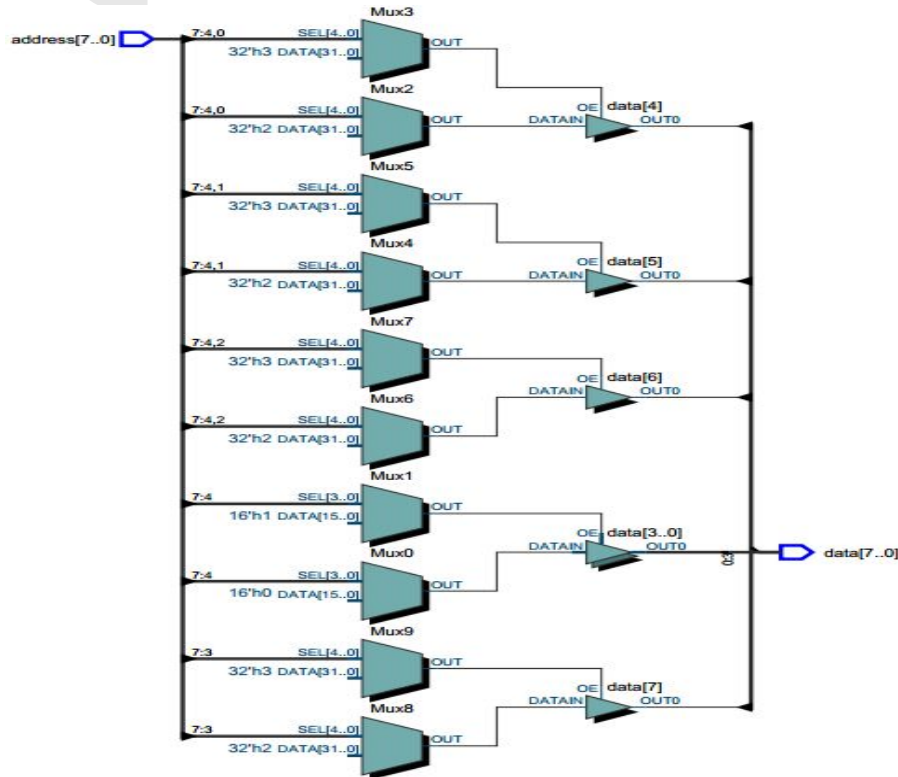 Mux3
address[7..0]
7:4,0 SEL[4..0] OUT
32'h3 DATA[31..0]
Mux2
OE data[4]
7:4,0 SEL[4..0] OUT DATAIN OUT0
32'h2 DATA[31..0]
Mux5
7:4,1 SEL[4..0] OUT
32'h3 DATA[31..0]
Mux4
OE data[5]
7:4,1 SEL[4..0] OUT DATAIN OUT0
32'h2 DATA[31..0]
Mux7
7:4,2 SEL[4..0] OUT
32'h3 DATA[31..0]
OE data[6]
DATAIN OUT0
Mux6
7:4,2 SEL[4..0] OUT
32'h2 DATA[31..0]
Mux1
7:4 SEL[3..0] OUT
16'h1 DATA[15..0]
OE data[3..0]
DATAIN OUT0
0:3
data[7..0]
Mux0
7:4 SEL[3..0] OUT
16'h0 DATA[15..0]
Mux9
7:3 SEL[4..0] OUT
32'h3 DATA[31..0]
OE data[7]
DATAIN OUT0
Mux8
7:3 SEL[4..0] OUT
32'h2 DATA[31..0]